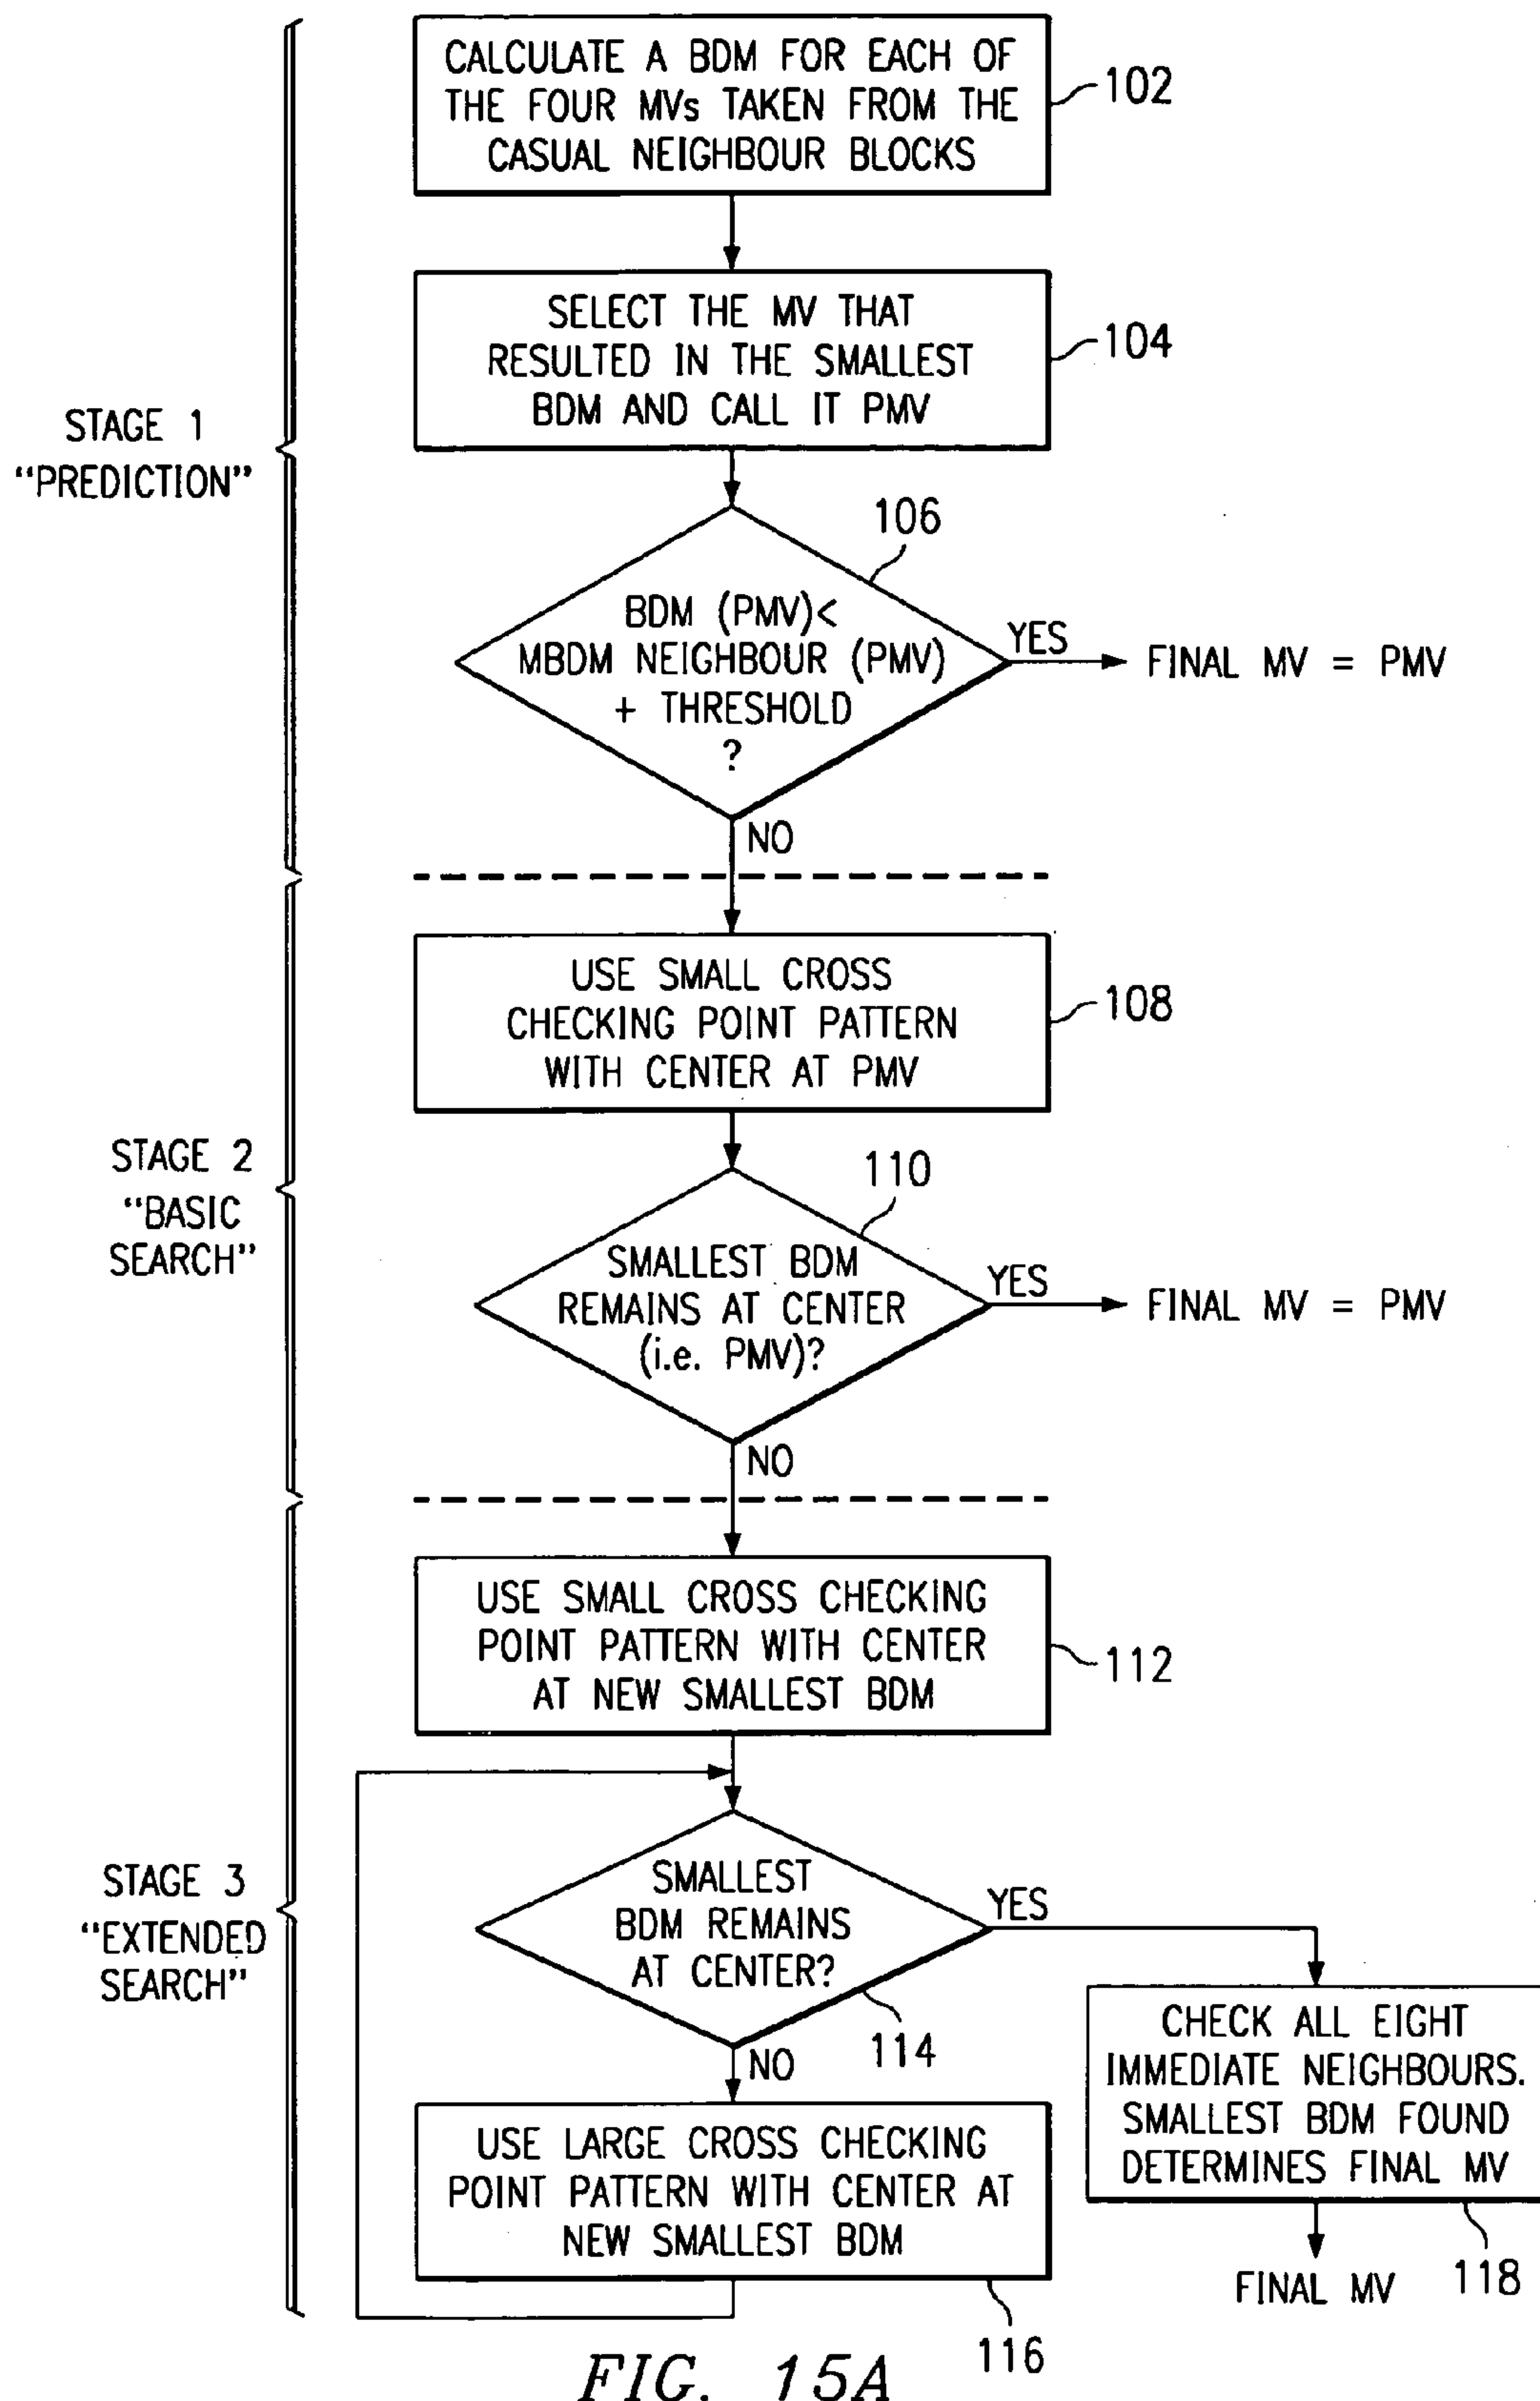 CALCULATE A BDM FOR EACH OF
THE FOUR MVs TAKEN FROM THE
CASUAL NEIGHBOUR BLOCKS
102
SELECT THE MV THAT
RESULTED IN THE SMALLEST
BDM AND CALL IT PMV
104
STAGE 1
“PREDICTION”
106
BDM (PMV)<
MBDM NEIGHBOUR (PMV)
+ THRESHOLD
?
YES
FINAL MV = PMV
NO
USE SMALL CROSS
CHECKING POINT PATTERN
WITH CENTER AT PMV
108
STAGE 2
“BASIC
SEARCH”
110
SMALLEST BDM
REMAINS AT CENTER
(i.e. PMV)?
YES
FINAL MV = PMV
NO
USE SMALL CROSS CHECKING
POINT PATTERN WITH CENTER
AT NEW SMALLEST BDM
112
STAGE 3
“EXTENDED
SEARCH”
SMALLEST
BDM REMAINS
AT CENTER?
YES
114
NO
CHECK ALL EIGHT
IMMEDIATE NEIGHBOURS.
SMALLEST BDM FOUND
DETERMINES FINAL MV
118
FINAL MV
USE LARGE CROSS CHECKING
POINT PATTERN WITH CENTER AT
NEW SMALLEST BDM
116
FIG. 15A